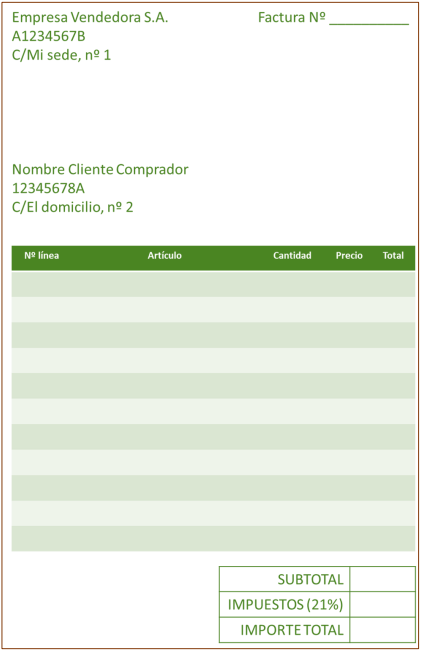 Empresa Vendedora S.A. Factura Nº ___________
A1234567B
C/Mi sede, nº 1
Nombre Cliente Comprador
12345678A
C/El domicilio, nº 2
Nº línea Artículo Cantidad Precio Total
SUBTOTAL
IMPUESTOS (21%)
IMPORTE TOTAL